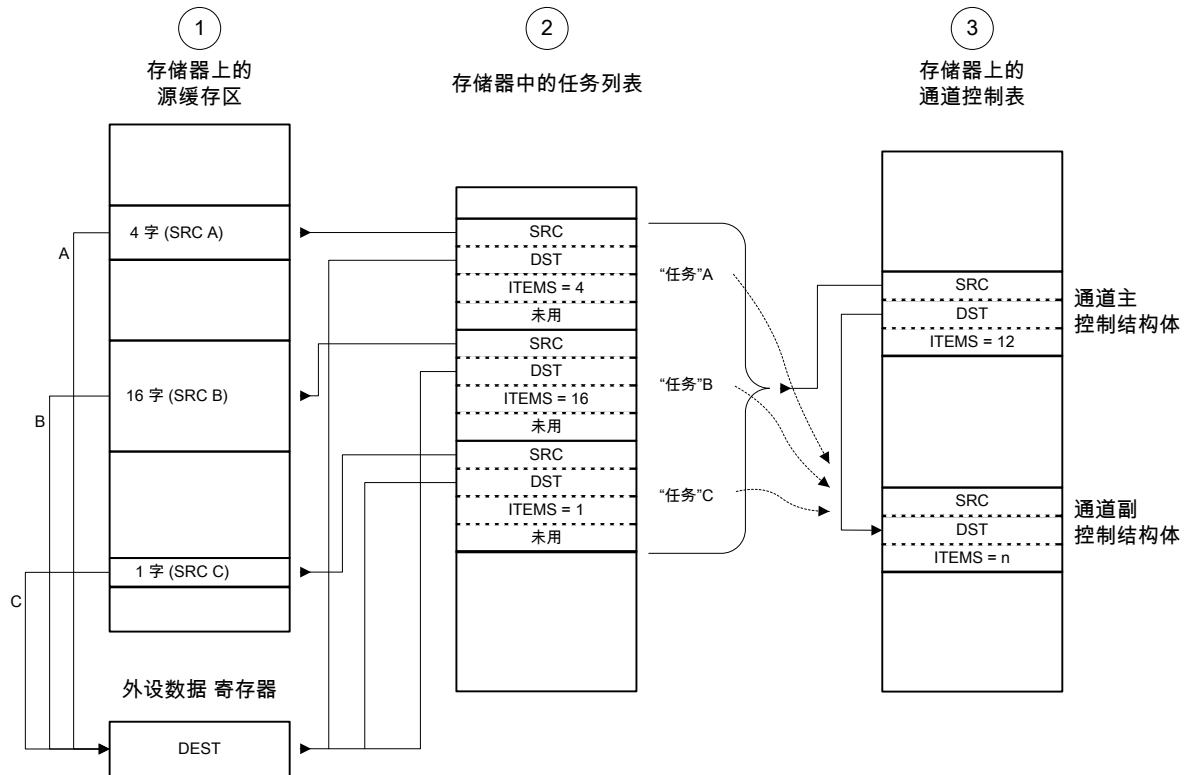 1
存储器上的
源缓存区
4 字 (SRC A)
16 字 (SRC B)
1 字 (SRC C)
A
B
C
外设数据 寄存器
DEST
2
存储器中的任务列表
SRC
DST
ITEMS = 4
未用
SRC
DST
ITEMS = 16
未用
SRC
DST
ITEMS = 1
未用
“任务”A
“任务”B
“任务”C
3
存储器上的
通道控制表
SRC
DST
ITEMS = 12
通道主
控制结构体
SRC
DST
ITEMS = n
通道副
控制结构体